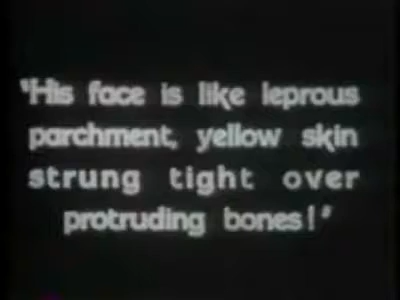 "His face is like leprous
parchment, yellow skin
strung tight over
protruding bones!"